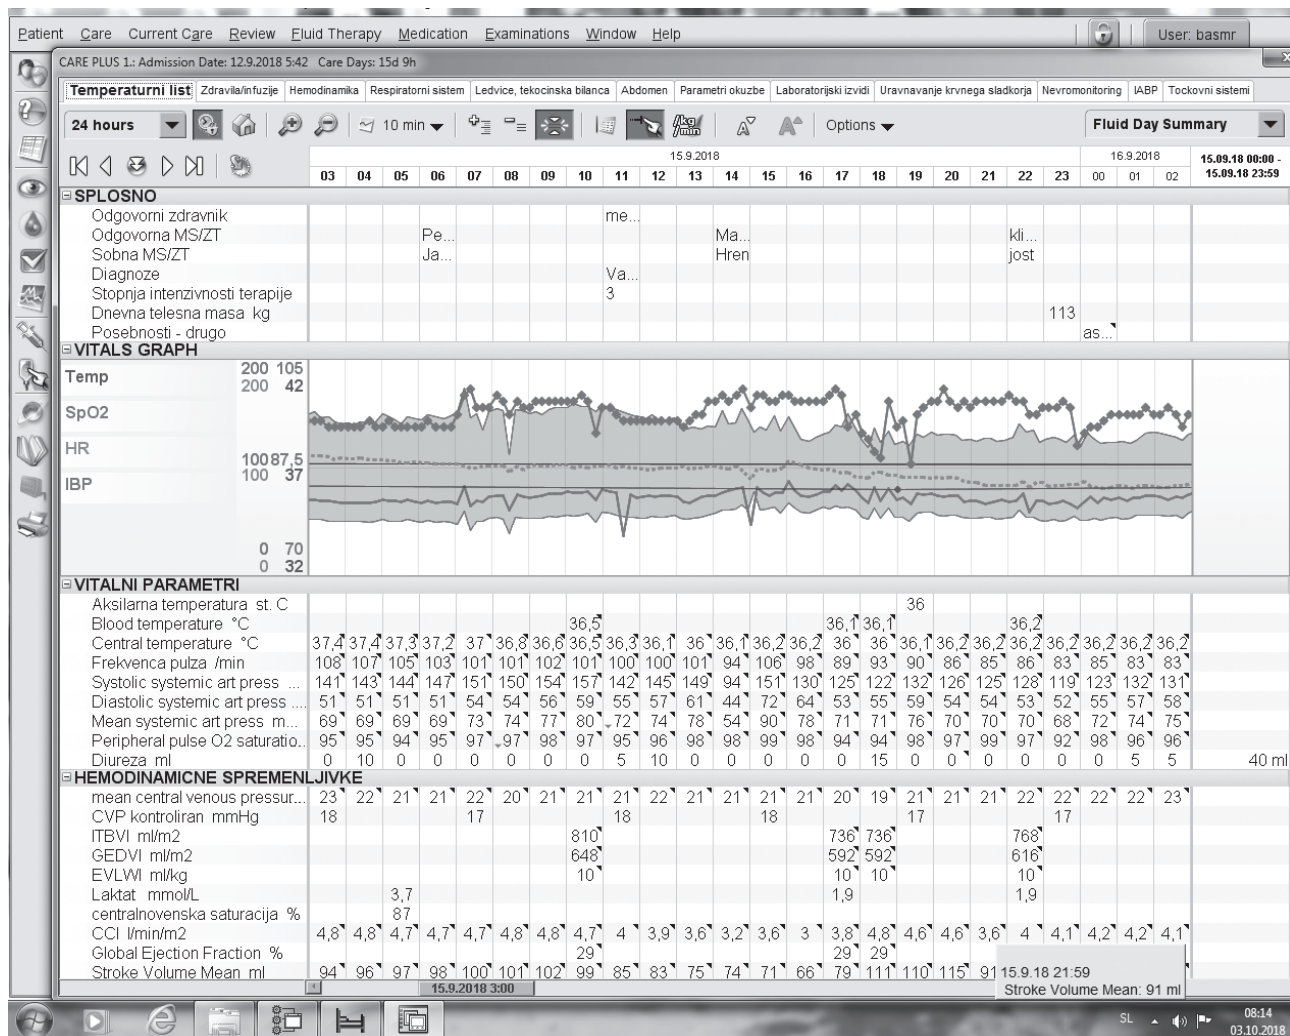 Patient Care Current Care Review Fluid Therapy Medication Examinations Window Help User: basmr
CARE PLUS 1.: Admission Date: 12.9.2018 5:42 Care Days: 15d 9h
Temperaturni list Zdravila/infuzije Hemodinamika Respiratorni sistem Ledvice, tekocinska bilanca Abdomen Parametri okuzbe Laboratorijski izvidi Uravnavanje krvnega sladkorja Nevromonitoring IABP Tockovni sistemi
24 hours 10 min /kg/min A A Options Fluid Day Summary
15.9.2018 16.9.2018 15.09.18 00:00 -
03 04 05 06 07 08 09 10 11 12 13 14 15 16 17 18 19 20 21 22 23 00 01 02 15.09.18 23:59
SPLOSNO
Odgovorni zdravnik me...
Odgovorna MS/ZT Pe... Ma... kli...
Sobna MS/ZT Ja... Hren jost
Diagnoze Va...
Stopnja intenzivnosti terapije 3
Dnevna telesna masa kg 113
Posebnosti - drugo as...
VITALS GRAPH
200 105
Temp 200 42
SpO2
HR
100 87,5
IBP 100 37
0 70
0 32
VITALNI PARAMETRI
Aksilarna temperatura st. C 36
Blood temperature °C 36,5 36,1 36,1 36,2
Central temperature °C 37,4 37,4 37,3 37,2 37 36,8 36,6 36,5 36,3 36,1 36 36,1 36,2 36,2 36 36 36,1 36,2 36,2 36,2 36,2 36,2 36,2 36,2
Frekvenca pulza /min 108 107 105 103 101 101 102 101 100 100 101 94 106 98 89 93 90 86 85 86 83 85 83 83
Systolic systemic art press ... 141 143 144 147 151 150 154 157 142 145 149 94 151 130 125 122 132 126 125 128 119 123 132 131
Diastolic systemic art press .... 51 51 51 51 54 54 56 59 55 57 61 44 72 64 53 55 59 54 54 53 52 55 57 58
Mean systemic art press m... 69 69 69 69 73 74 77 80 72 74 78 54 90 78 71 71 76 70 70 70 68 72 74 75
Peripheral pulse O2 saturatio... 95 95 94 95 97 97 98 97 95 96 98 98 99 98 94 94 98 97 99 97 92 98 96 96
Diureza ml 0 10 0 0 0 0 0 0 5 10 0 0 0 0 0 15 0 0 0 0 0 0 5 5 40 ml
HEMODINAMICNE SPREMENLJIVKE
mean central venous pressur... 23 22 21 21 22 20 21 21 21 22 21 21 21 21 20 19 21 21 21 22 22 22 22 23
CVP kontroliran mmHg 18 17 18 18 17 17
ITBVI ml/m2 810 736 736 768
GEDVI ml/m2 648 592 592 616
EVLWI ml/kg 10 10 10 10
Laktat mmol/L 3,7 1,9 1,9
centralnovenska saturacija % 87
CCI l/min/m2 4,8 4,8 4,7 4,7 4,7 4,8 4,8 4,7 4 3,9 3,6 3,2 3,6 3 3,8 4,8 4,6 4,6 3,6 4 4,1 4,2 4,2 4,1
Global Ejection Fraction % 29 29 29
Stroke Volume Mean ml 94 96 97 98 100 101 102 99 85 83 75 74 71 66 79 111 110 115 91
15.9.18 21:59
Stroke Volume Mean: 91 ml
15.9.2018 3:00
SL 08:14
03.10.2018